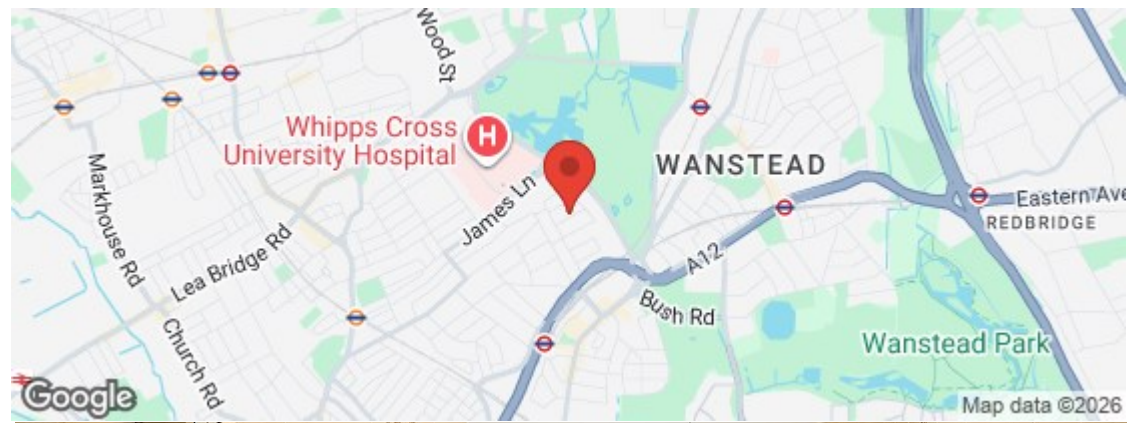 Wood St
Whipps Cross
University Hospital
H
WANSTEAD
Markhouse Rd
James Ln
Eastern Ave
REDBRIDGE
Lea Bridge Rd
A12
Bush Rd
Church Rd
Wanstead Park
Google
Map data ©2026